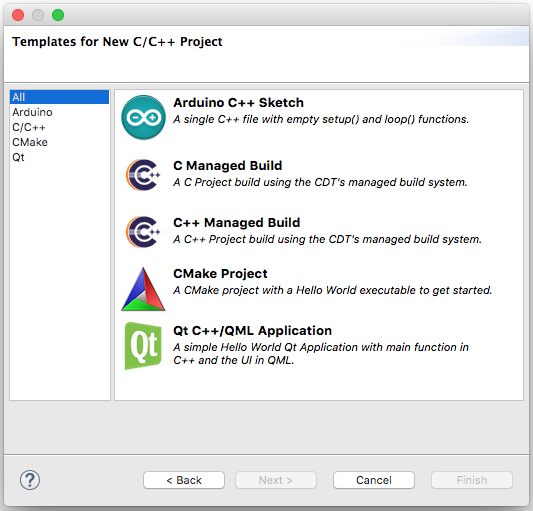 Templates for New C/C++ Project
All
Arduino
C/C++
CMake
Qt
Arduino C++ Sketch
A single C++ file with empty setup() and loop() functions.
C Managed Build
A C Project build using the CDT's managed build system.
C++ Managed Build
A C++ Project build using the CDT's managed build system.
CMake Project
A CMake project with a Hello World executable to get started.
Qt
Qt C++/QML Application
A simple Hello World Qt Application with main function in
C++ and the UI in QML.
?
< Back
Next >
Cancel
Finish